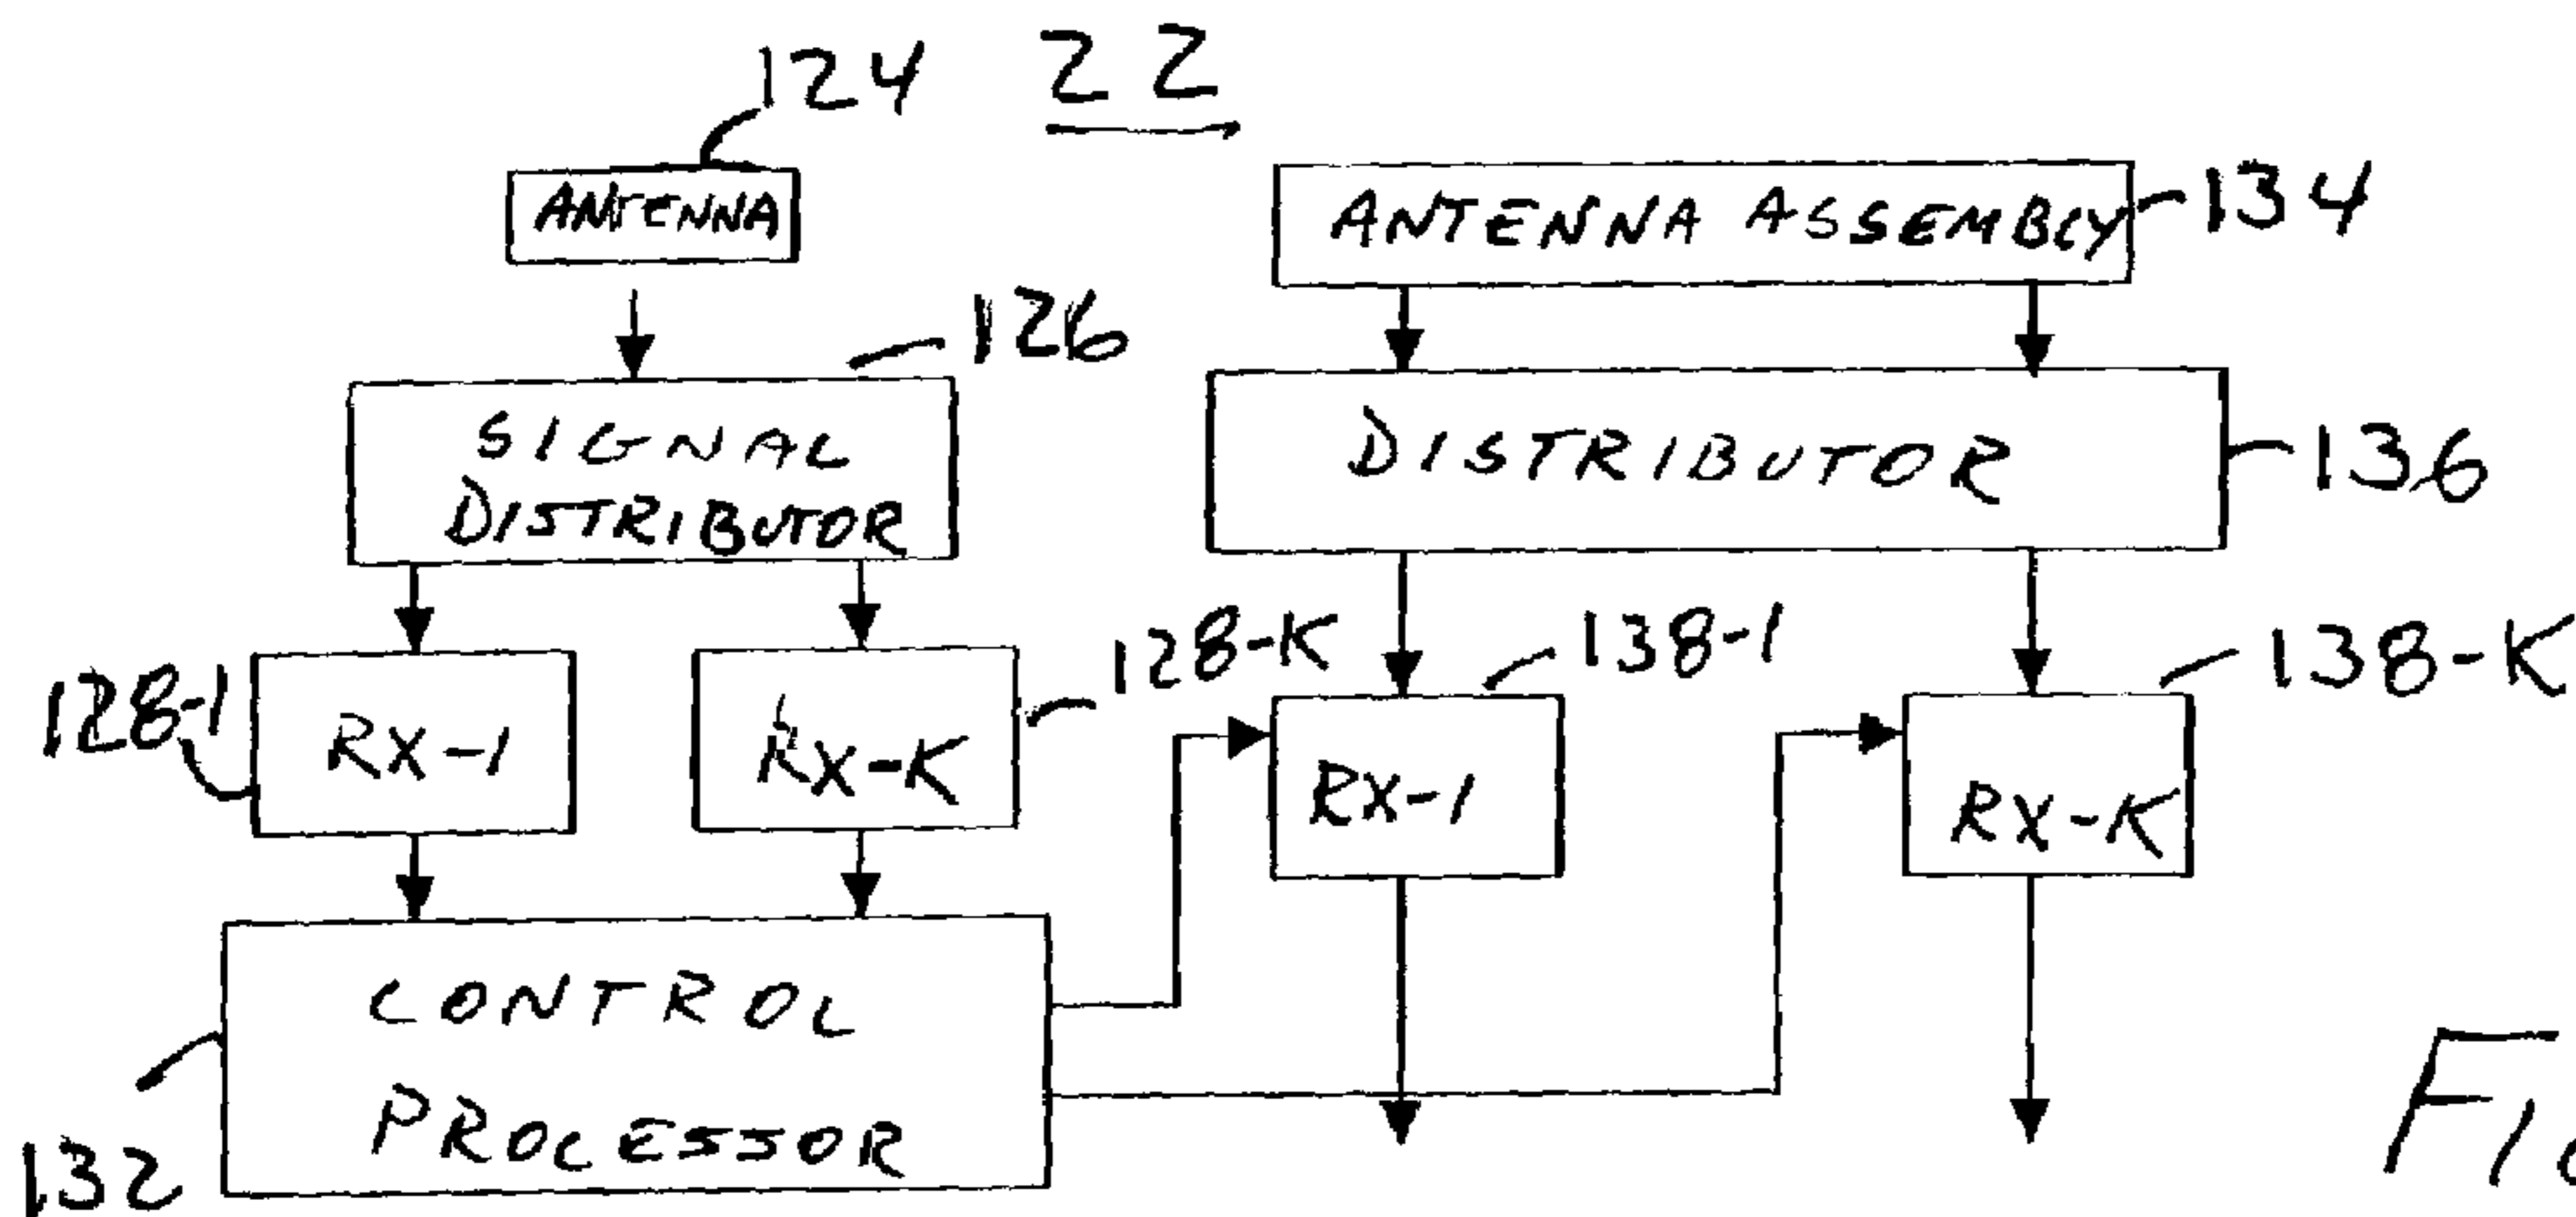 124
22
ANTENNA
ANTENNA ASSEMBLY
134
126
SIGNAL
DISTRIBUTOR
DISTRIBUTOR
136
128-1
RX-1
RX-K
128-K
138-1
RX-1
138-K
RX-K
CONTROL
PROCESSOR
132